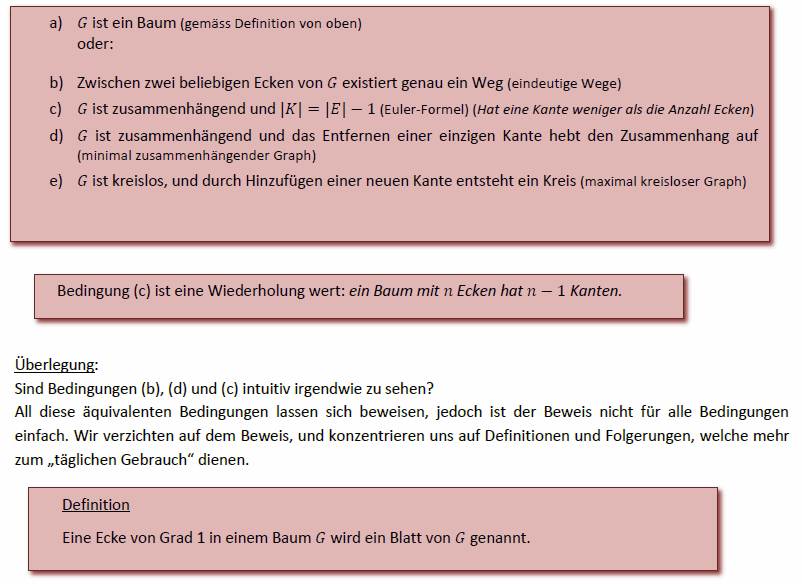 a) G ist ein Baum (gemäss Definition von oben)
oder:
b) Zwischen zwei beliebigen Ecken von G existiert genau ein Weg (eindeutige Wege)
c) G ist zusammenhängend und |K| = |E| − 1 (Euler-Formel) (Hat eine Kante weniger als die Anzahl Ecken)
d) G ist zusammenhängend und das Entfernen einer einzigen Kante hebt den Zusammenhang auf
(minimal zusammenhängender Graph)
e) G ist kreislos, und durch Hinzufügen einer neuen Kante entsteht ein Kreis (maximal kreisloser Graph)
Bedingung (c) ist eine Wiederholung wert: ein Baum mit n Ecken hat n − 1 Kanten.
Überlegung:
Sind Bedingungen (b), (d) und (c) intuitiv irgendwie zu sehen?
All diese äquivalenten Bedingungen lassen sich beweisen, jedoch ist der Beweis nicht für alle Bedingungen
einfach. Wir verzichten auf dem Beweis, und konzentrieren uns auf Definitionen und Folgerungen, welche mehr
zum „täglichen Gebrauch“ dienen.
Definition
Eine Ecke von Grad 1 in einem Baum G wird ein Blatt von G genannt.